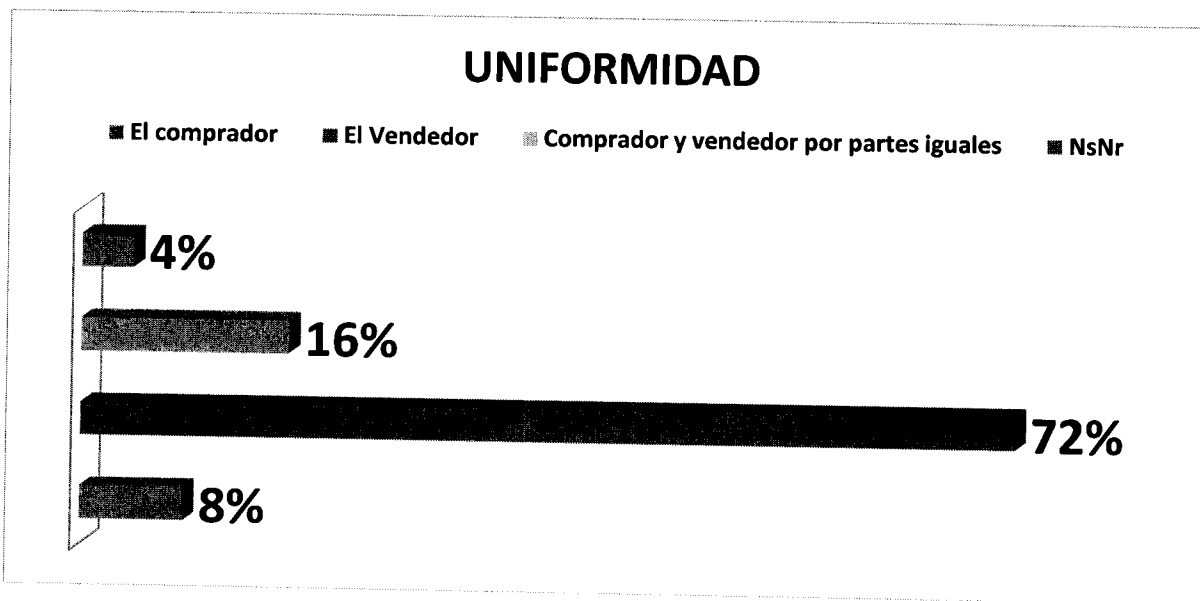 UNIFORMIDAD
El comprador El Vendedor Comprador y vendedor por partes iguales NsNr
4%
16%
72%
8%